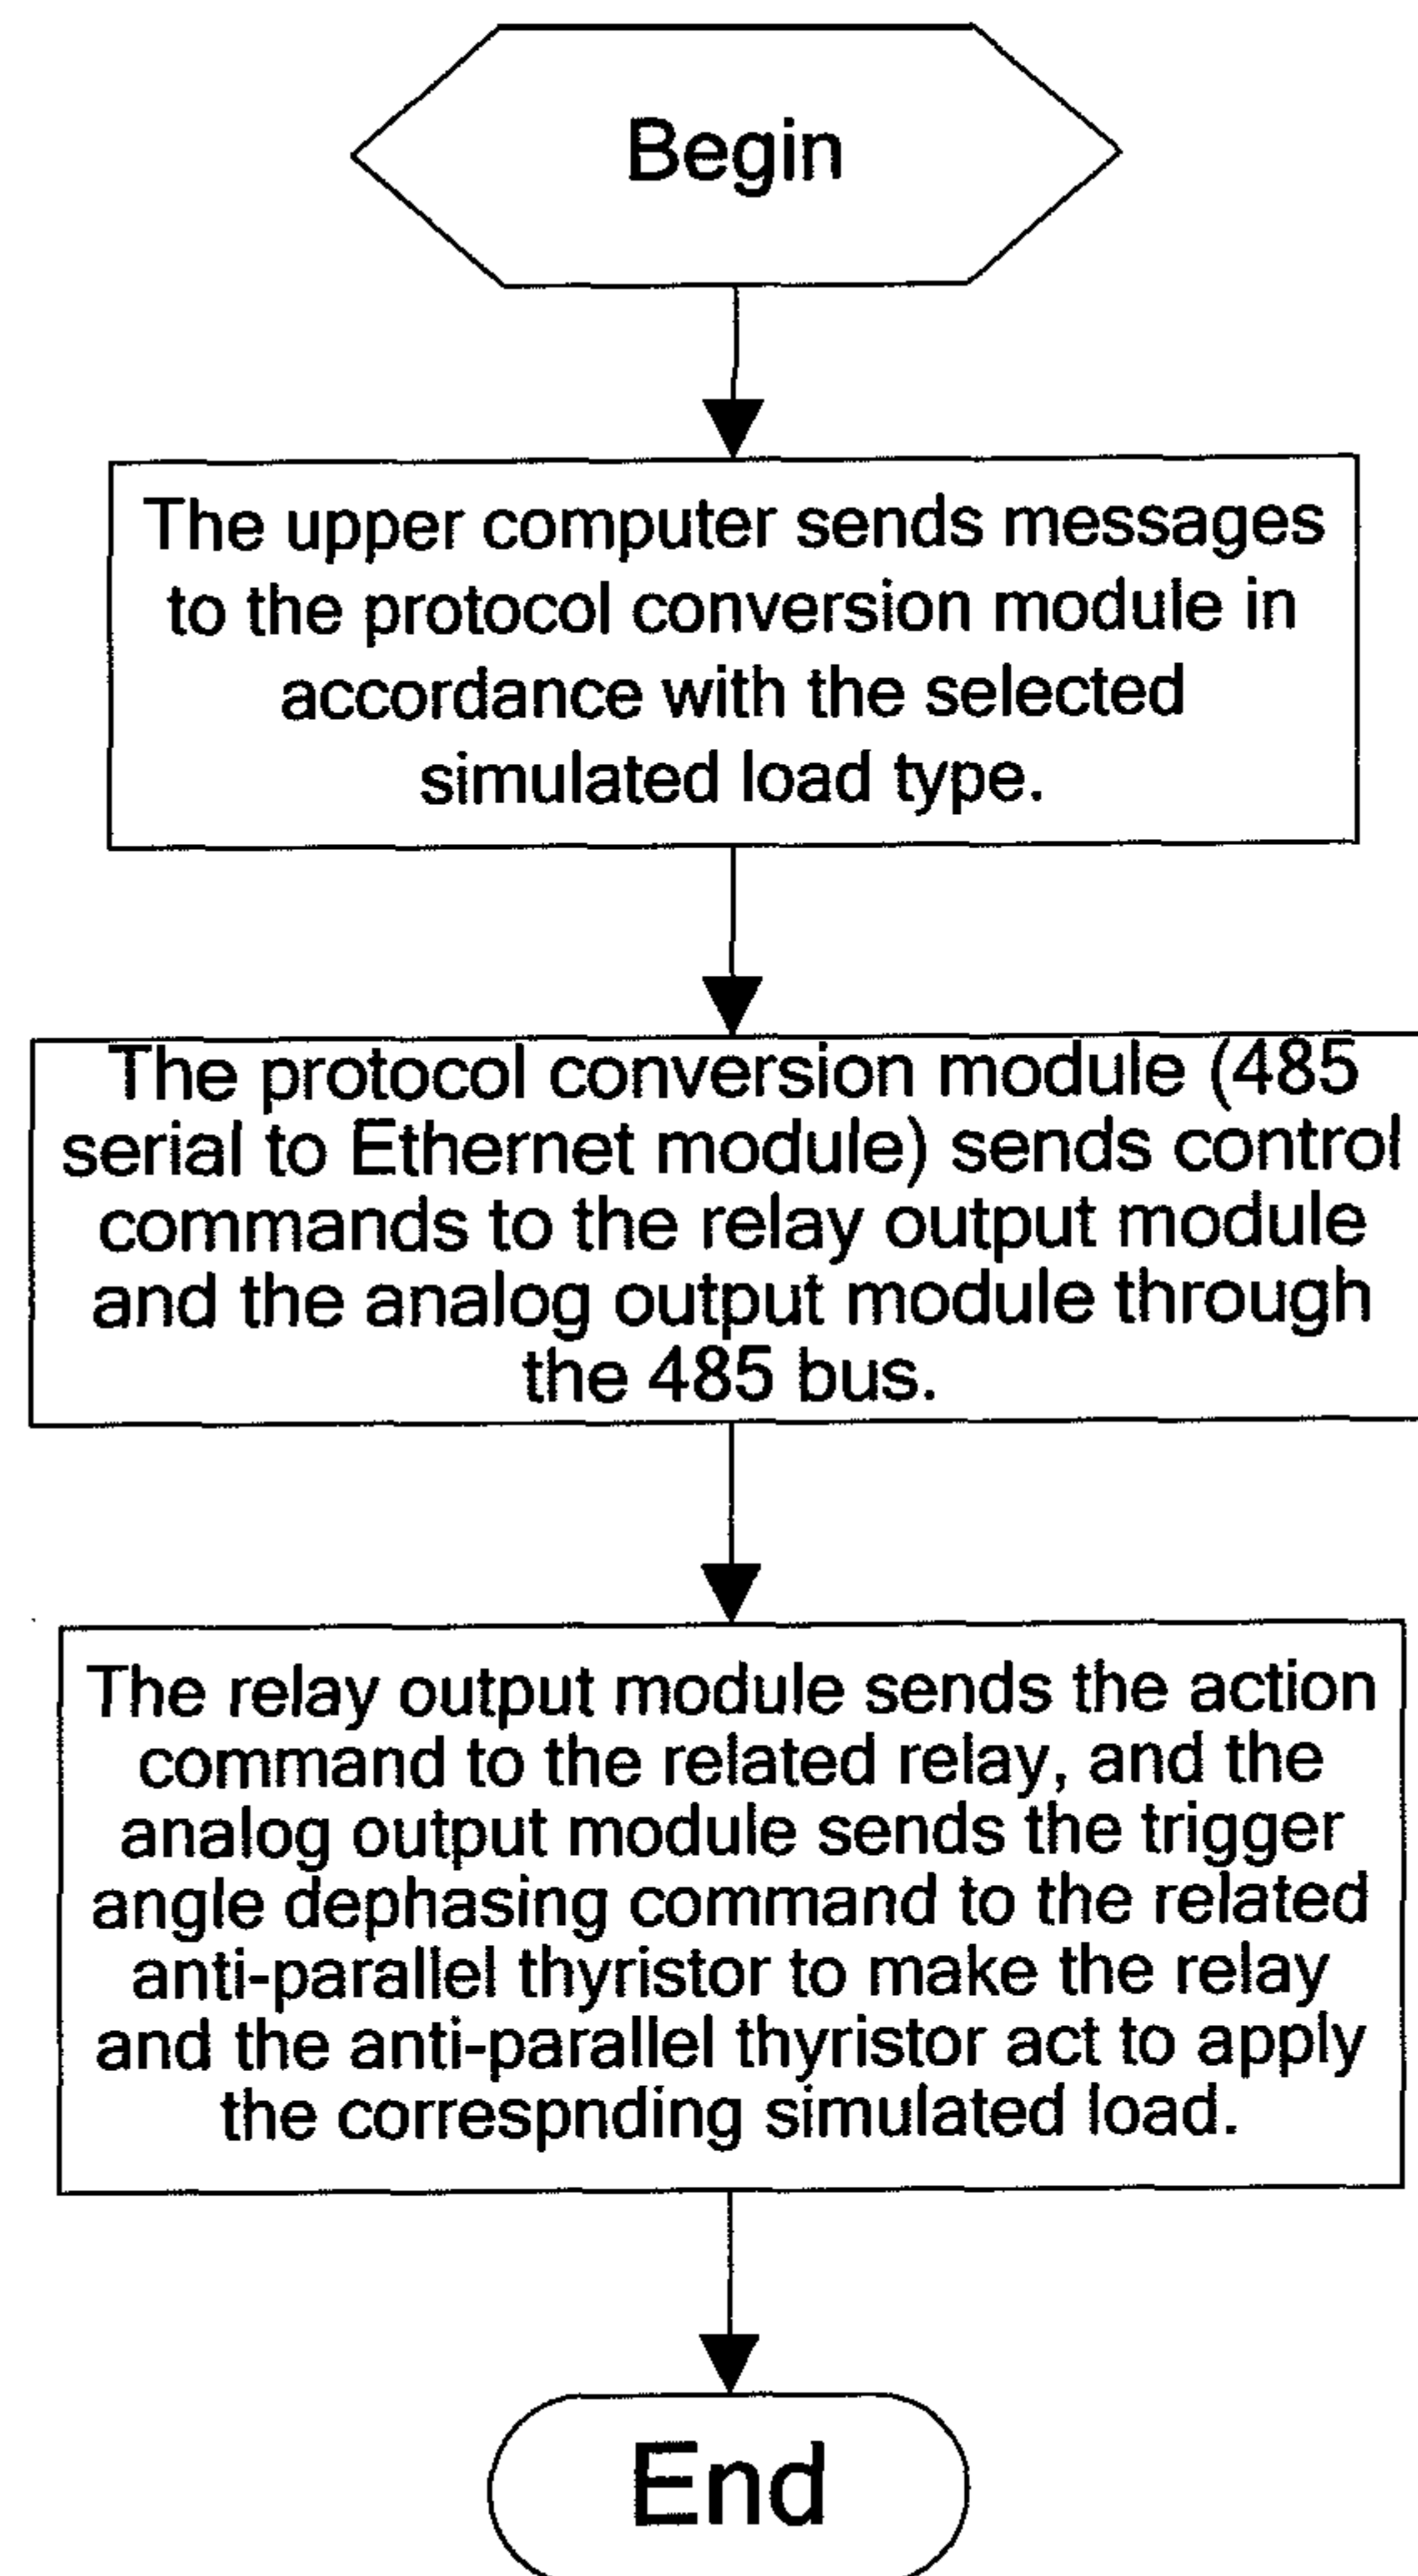 Begin
The upper computer sends messages
to the protocol conversion module in
accordance with the selected
simulated load type.
The protocol conversion module (485
serial to Ethernet module) sends control
commands to the relay output module
and the analog output module through
the 485 bus.
The relay output module sends the action
command to the related relay, and the
analog output module sends the trigger
angle dephasing command to the related
anti-parallel thyristor to make the relay
and the anti-parallel thyristor act to apply
the correspnding simulated load.
End